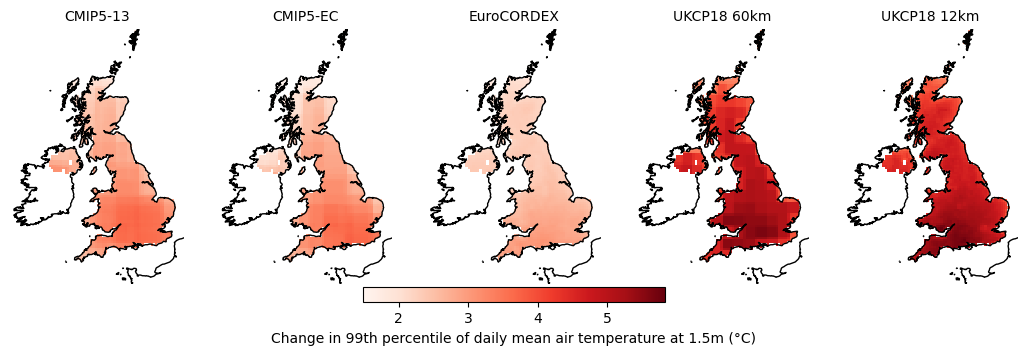 CMIP5-13
CMIP5-EC
EuroCORDEX
UKCP18 60km
UKCP18 12km
2
3
4
5
Change in 99th percentile of daily mean air temperature at 1.5m (°C)